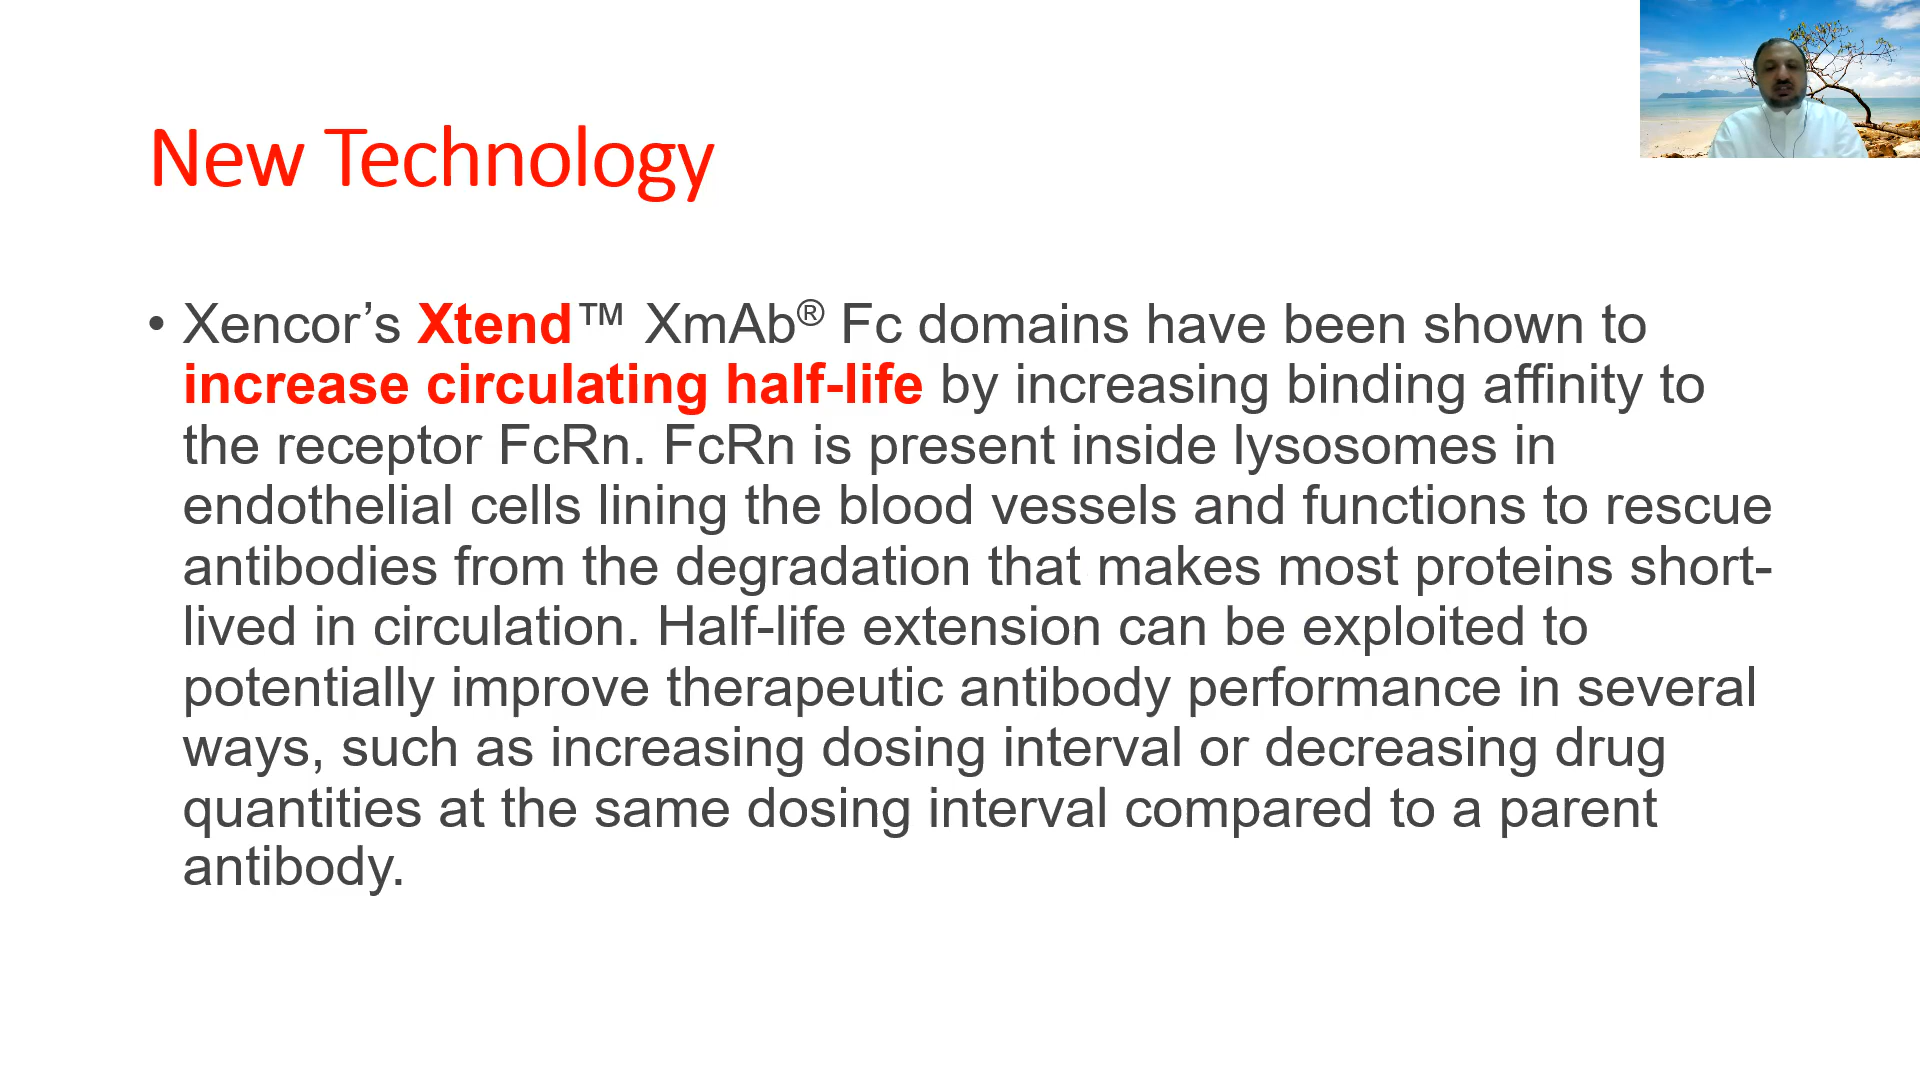 New Technology
• Xencor’s Xtend™ XmAb® Fc domains have been shown to
increase circulating half-life by increasing binding affinity to
the receptor FcRn. FcRn is present inside lysosomes in
endothelial cells lining the blood vessels and functions to rescue
antibodies from the degradation that makes most proteins short-
lived in circulation. Half-life extension can be exploited to
potentially improve therapeutic antibody performance in several
ways, such as increasing dosing interval or decreasing drug
quantities at the same dosing interval compared to a parent
antibody.